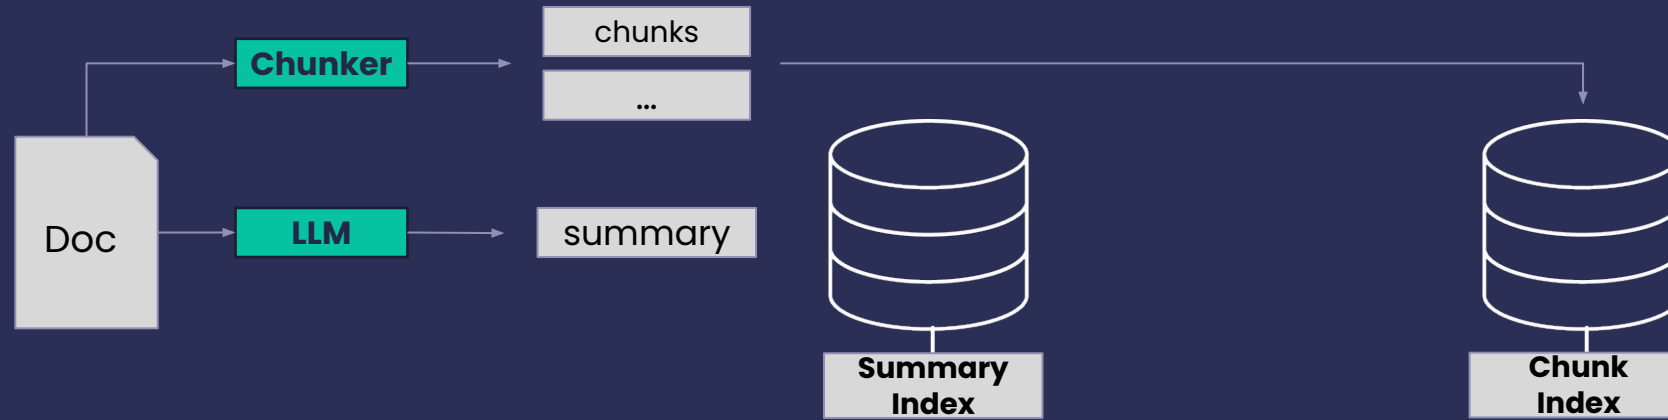 chunks
Chunker
...
Doc
LLM
summary
Summary
Index
Chunk
Index